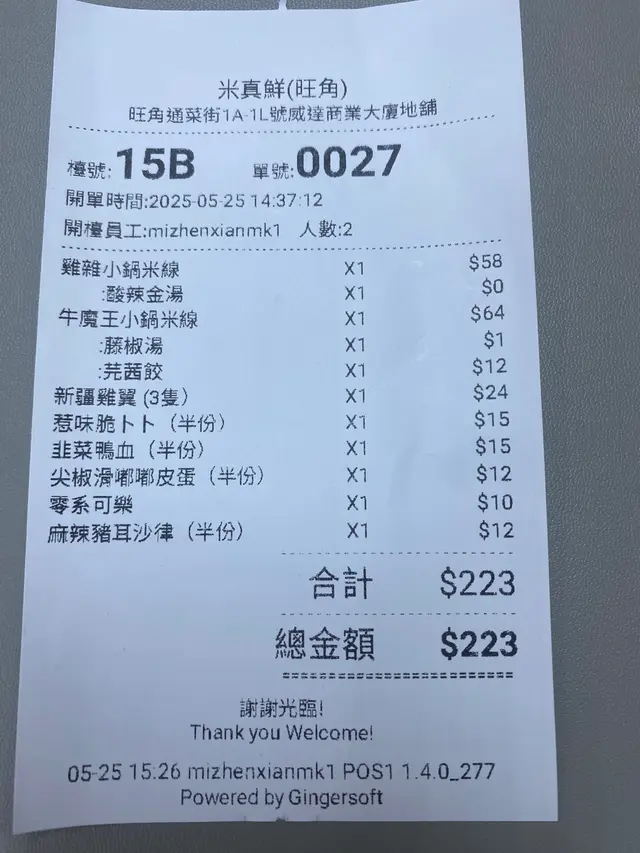 米真鮮(旺角)
旺角通菜街1A-1L號威達商業大廈地舖
檯號:15B 單號:0027
開單時間:2025-05-25 14:37:12
開檯員工:mizhenxianmk1 人數:2
雞雜小鍋米線 X1 $58
:酸辣金湯 X1 $0
牛魔王小鍋米線 X1 $64
:藤椒湯 X1 $1
:芫茜餃 X1 $12
新疆雞翼 (3隻) X1 $24
惹味脆卜卜（半份） X1 $15
韭菜鴨血（半份） X1 $15
尖椒滑嘟嘟皮蛋（半份） X1 $12
零系可樂 X1 $10
麻辣豬耳沙律（半份） X1 $12
合計 $223
總金額 $223
謝謝光臨!
Thank you Welcome!
05-25 15:26 mizhenxianmk1 POS1 1.4.0_277
Powered by Gingersoft